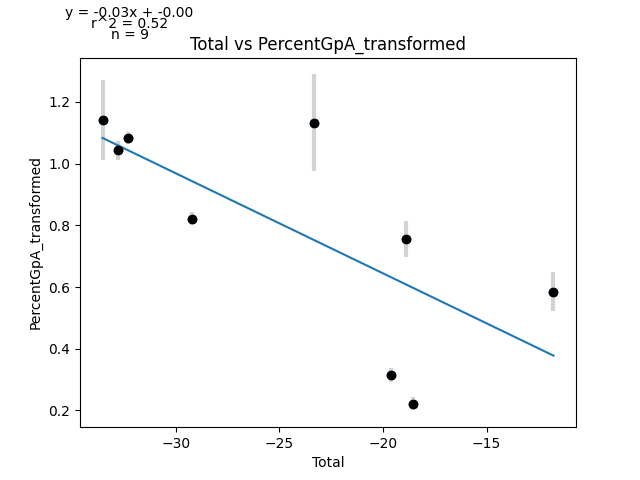 y = -0.03x + -0.00
r^2 = 0.52
n = 9
Total vs PercentGpA_transformed
1.2
1.0
0.8
0.6
0.4
0.2
PercentGpA_transformed
−30
−25
−20
−15
Total